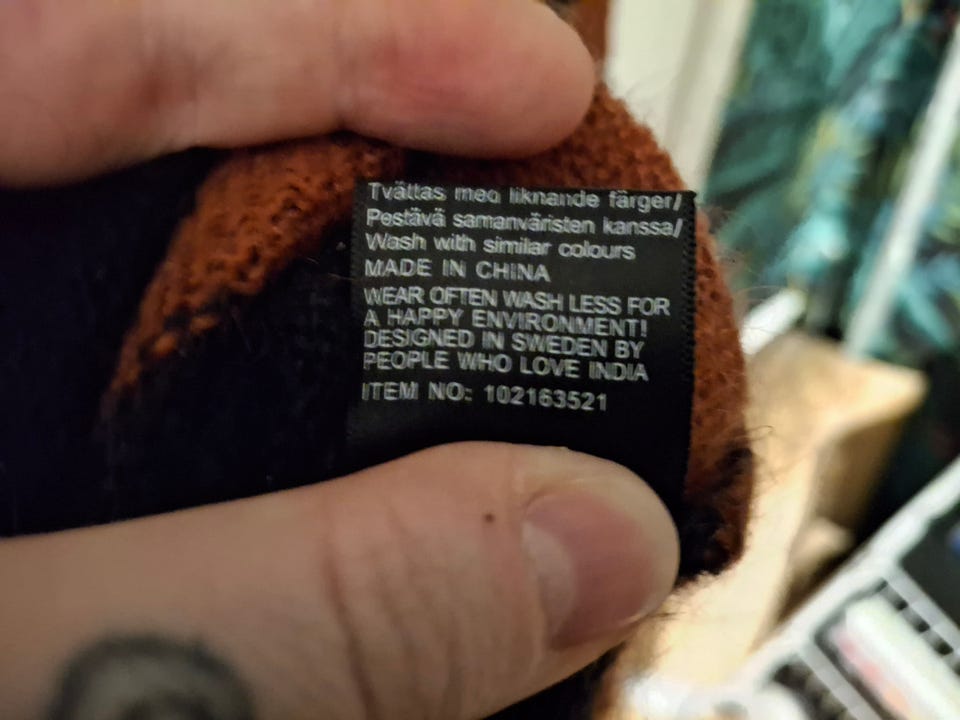 Tvättas med liknande färger/
Pestävä samanväristen kanssa/
Wash with similar colours
MADE IN CHINA
WEAR OFTEN WASH LESS FOR
A HAPPY ENVIRONMENT!
DESIGNED IN SWEDEN BY
PEOPLE WHO LOVE INDIA
ITEM NO: 102163521